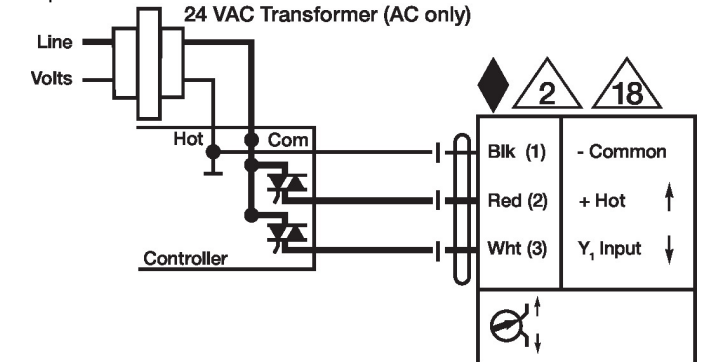 24 VAC Transformer (AC only)
Line
Volts
2
18
Hot
Com
Blk (1)
- Common
Red (2)
+ Hot
Wht (3)
Y1 Input
Controller